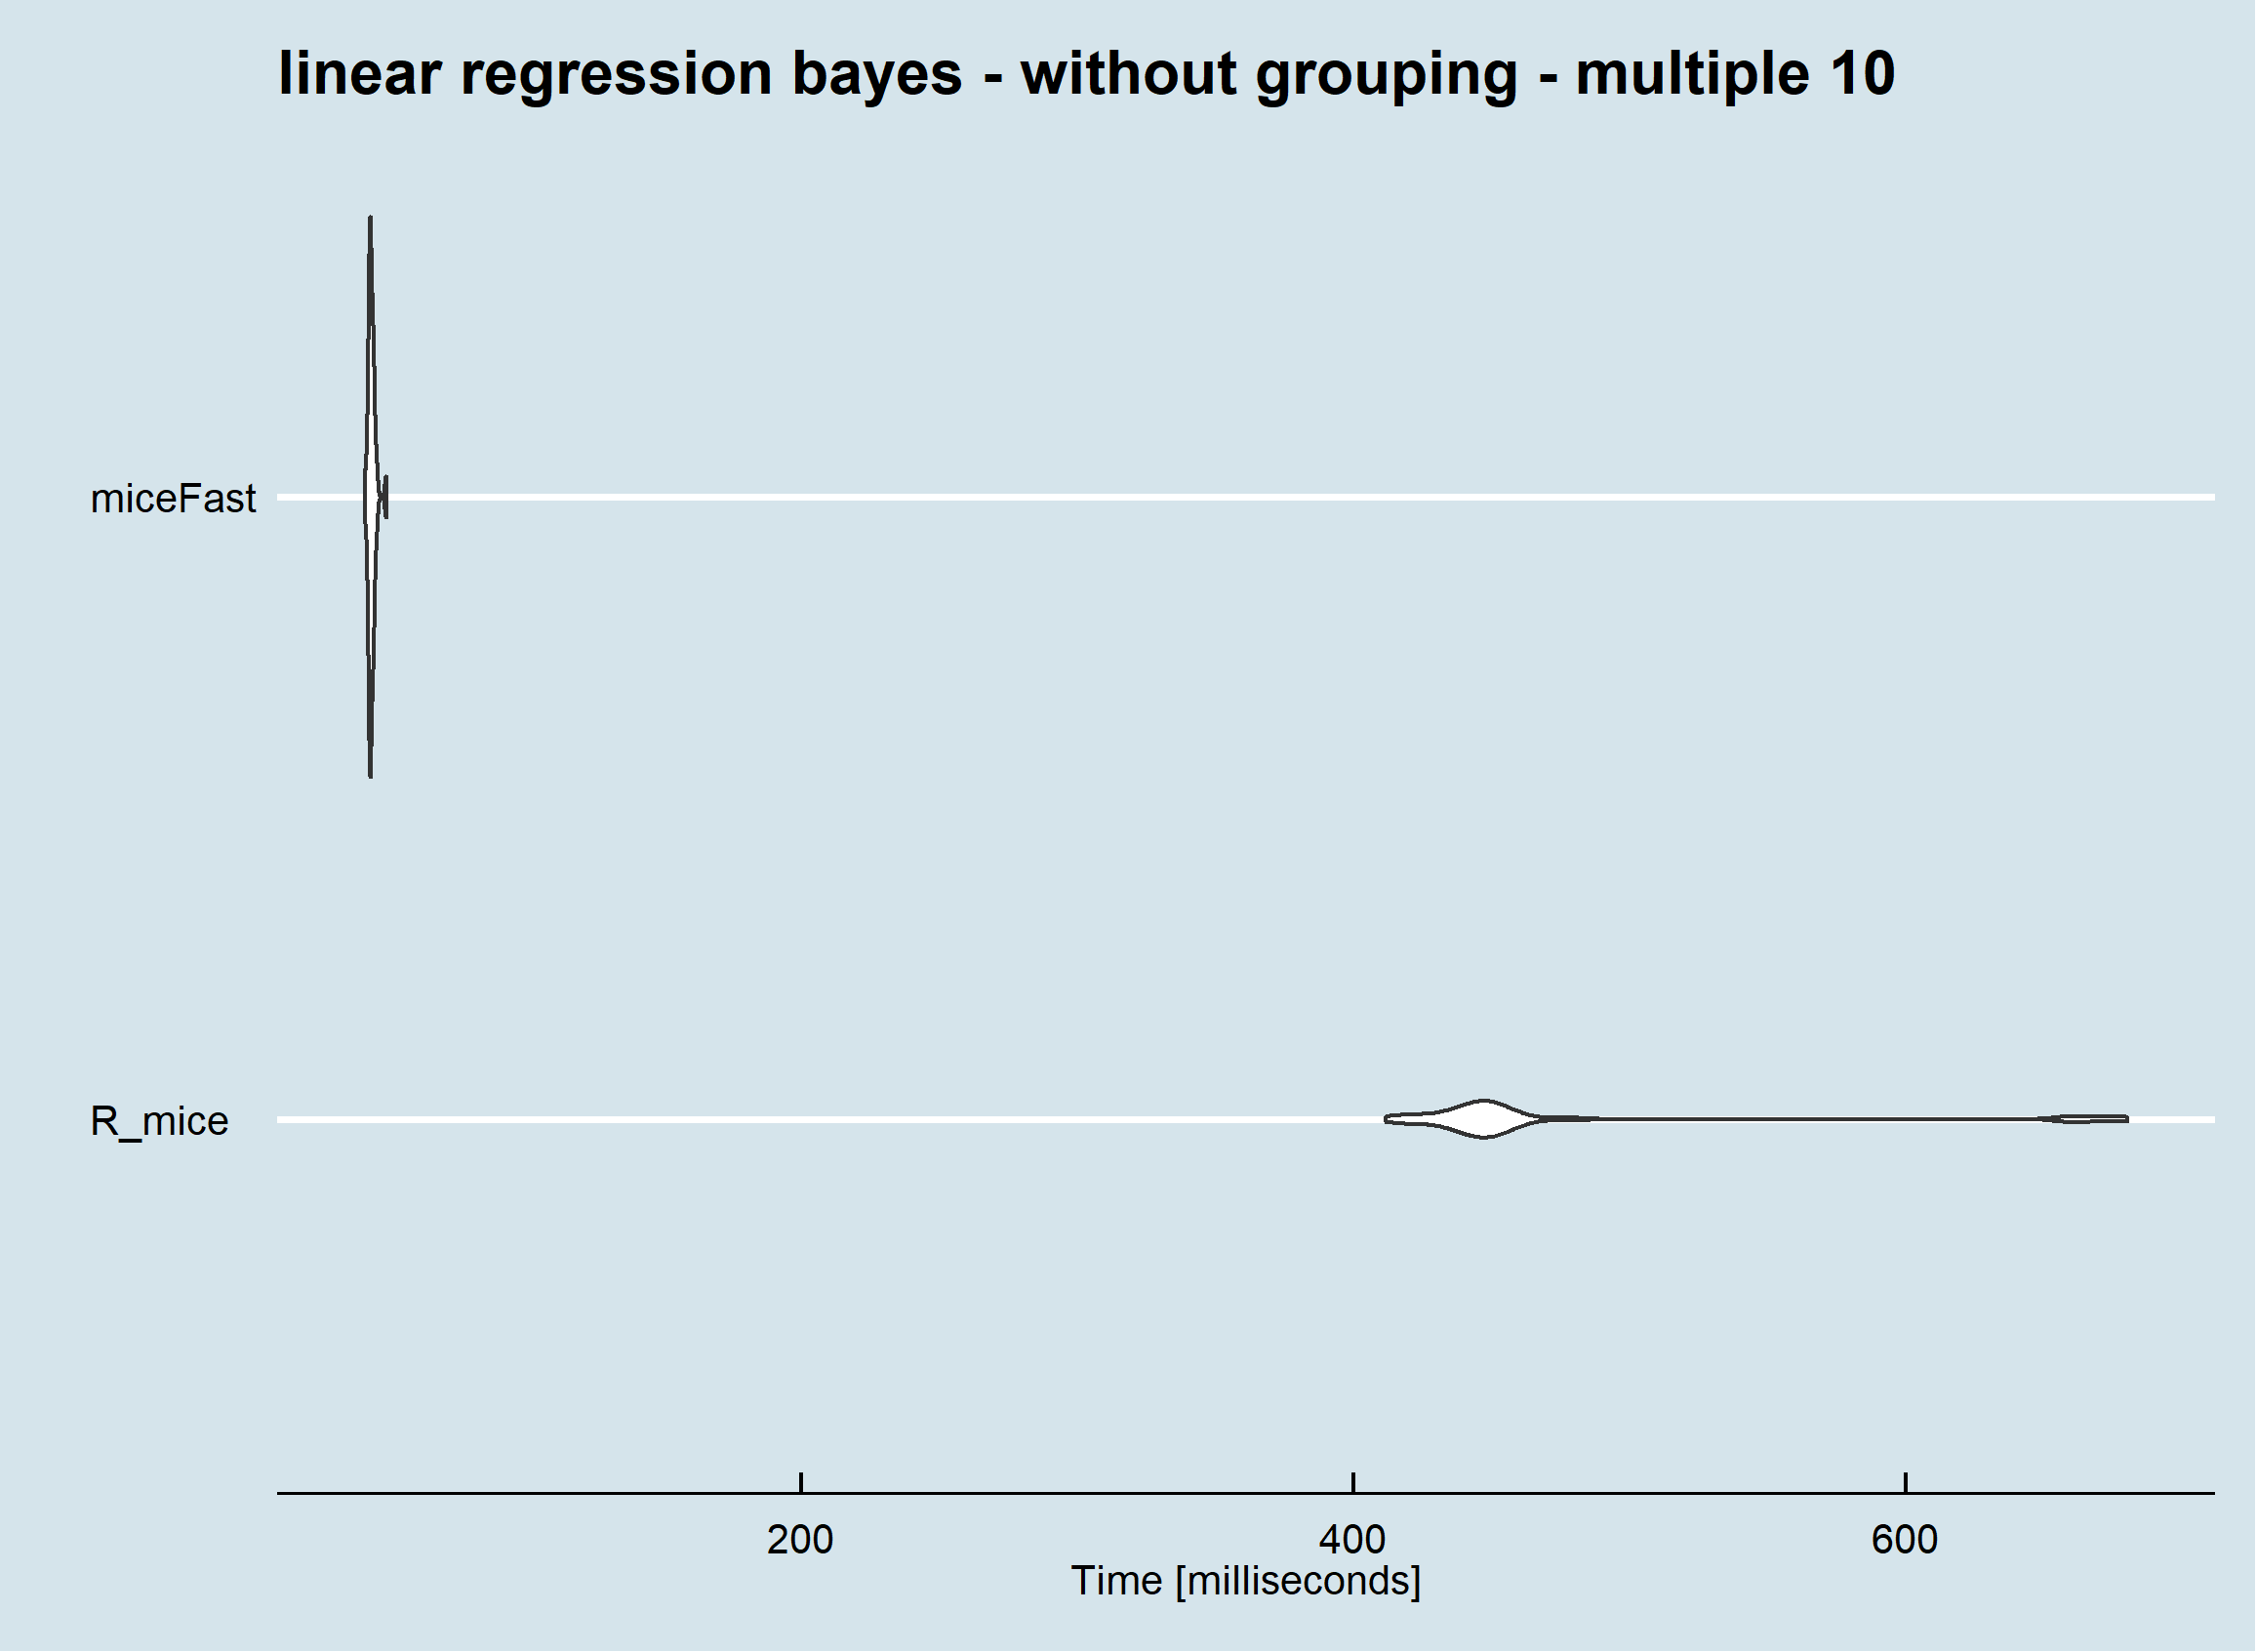 linear regression bayes - without grouping - multiple 10
miceFast
R_mice
200 400 600
Time [milliseconds]